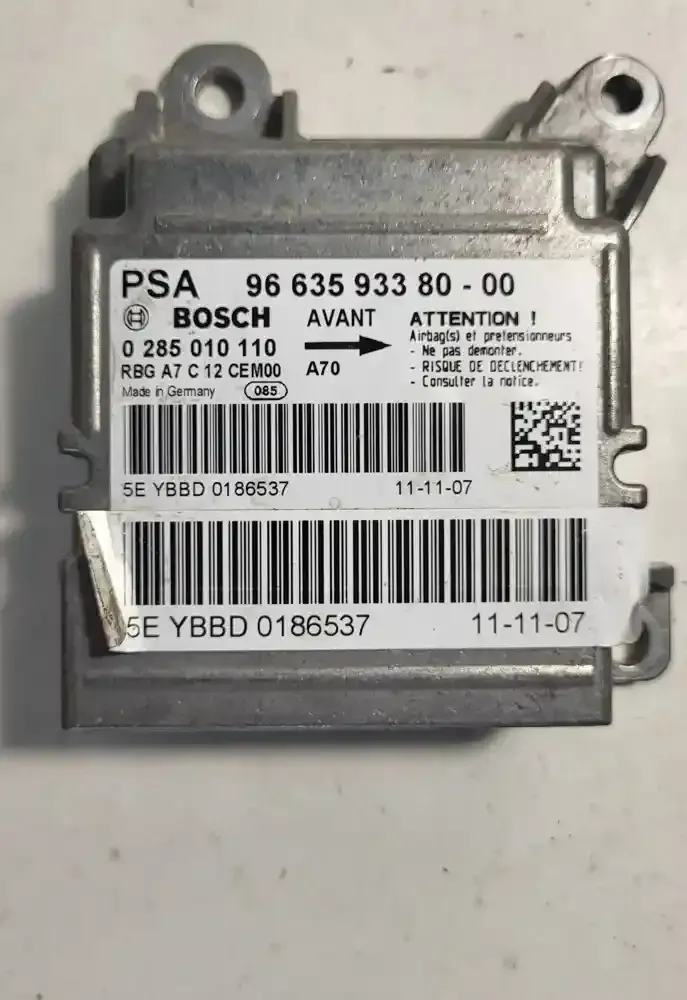 PSA 96 635 933 80 - 00
BOSCH AVANT
0 285 010 110
RBG A7 C 12 CEM00 A70
Made in Germany 085
ATTENTION !
Airbag(s) et pretensionneurs
- Ne pas demonter.
- RISQUE DE DECLENCHEMENT!
- Consulter la notice.
5E YBBD 0186537 11-11-07
5E YBBD 0186537 11-11-07